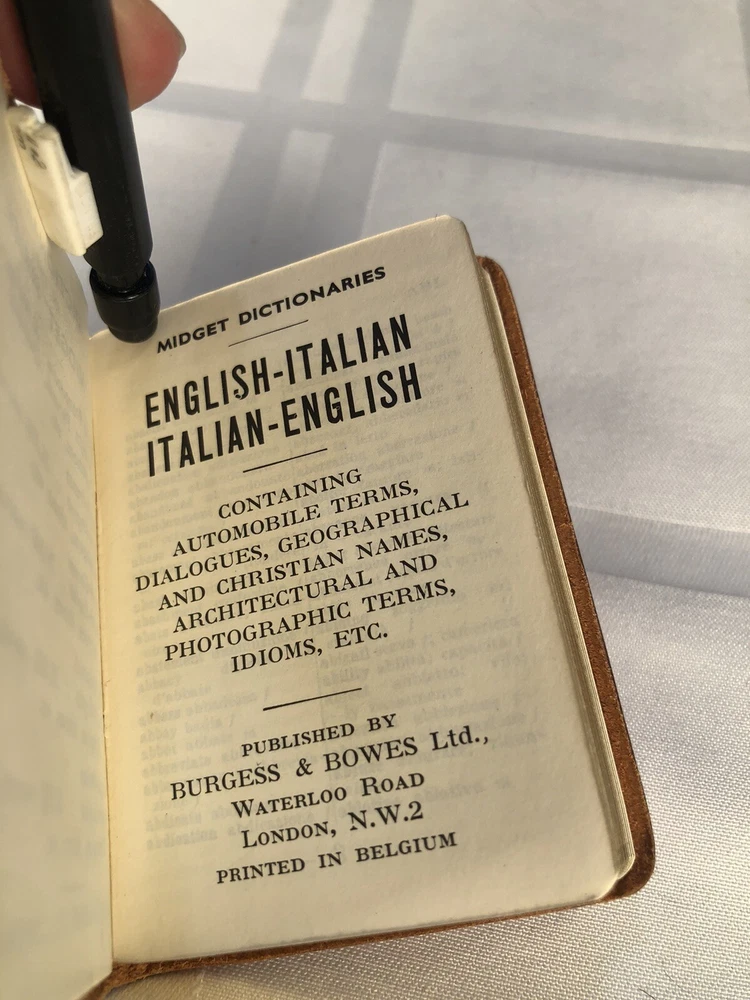 MIDGET DICTIONARIES
ENGLISH-ITALIAN
ITALIAN-ENGLISH
CONTAINING
AUTOMOBILE TERMS,
DIALOGUES, GEOGRAPHICAL
AND CHRISTIAN NAMES,
ARCHITECTURAL AND
PHOTOGRAPHIC TERMS,
IDIOMS, ETC.
PUBLISHED BY
BURGESS & BOWES Ltd.,
WATERLOO ROAD
LONDON, N.W.2
PRINTED IN BELGIUM